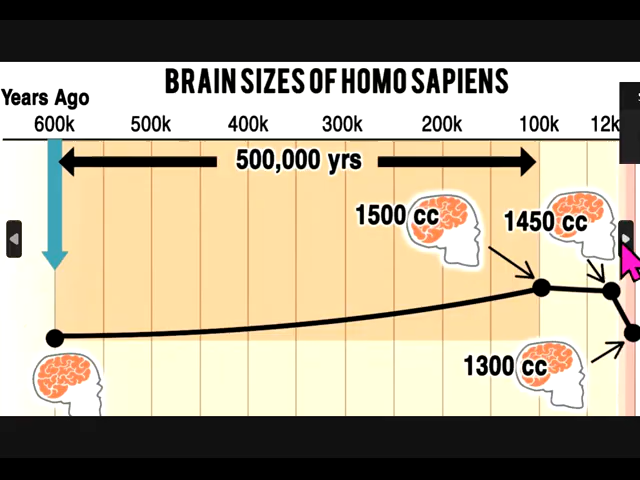 BRAIN SIZES OF HOMO SAPIENS
Years Ago
600k 500k 400k 300k 200k 100k 12k
500,000 yrs
1500 cc
1450 cc
1300 cc